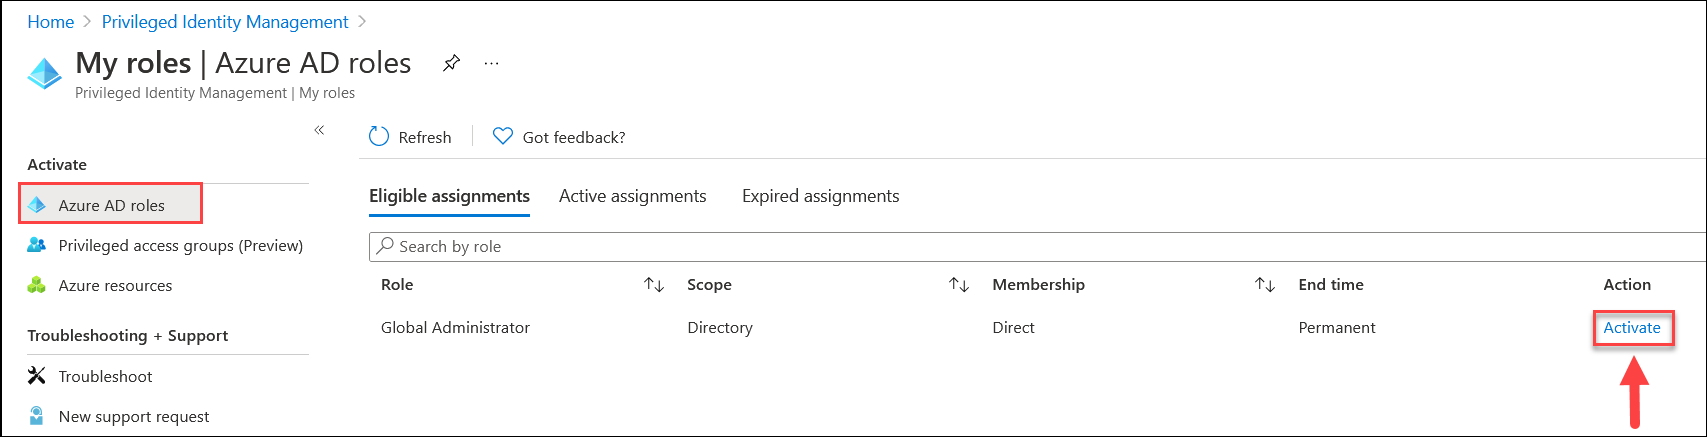 Home > Privileged Identity Management >
My roles | Azure AD roles ...
Privileged Identity Management | My roles
«
Refresh Got feedback?
Activate
Azure AD roles
Privileged access groups (Preview)
Azure resources
Troubleshooting + Support
Troubleshoot
New support request
Eligible assignments Active assignments Expired assignments
Search by role
Role ↑↓ Scope ↑↓ Membership ↑↓ End time Action
Global Administrator Directory Direct Permanent Activate